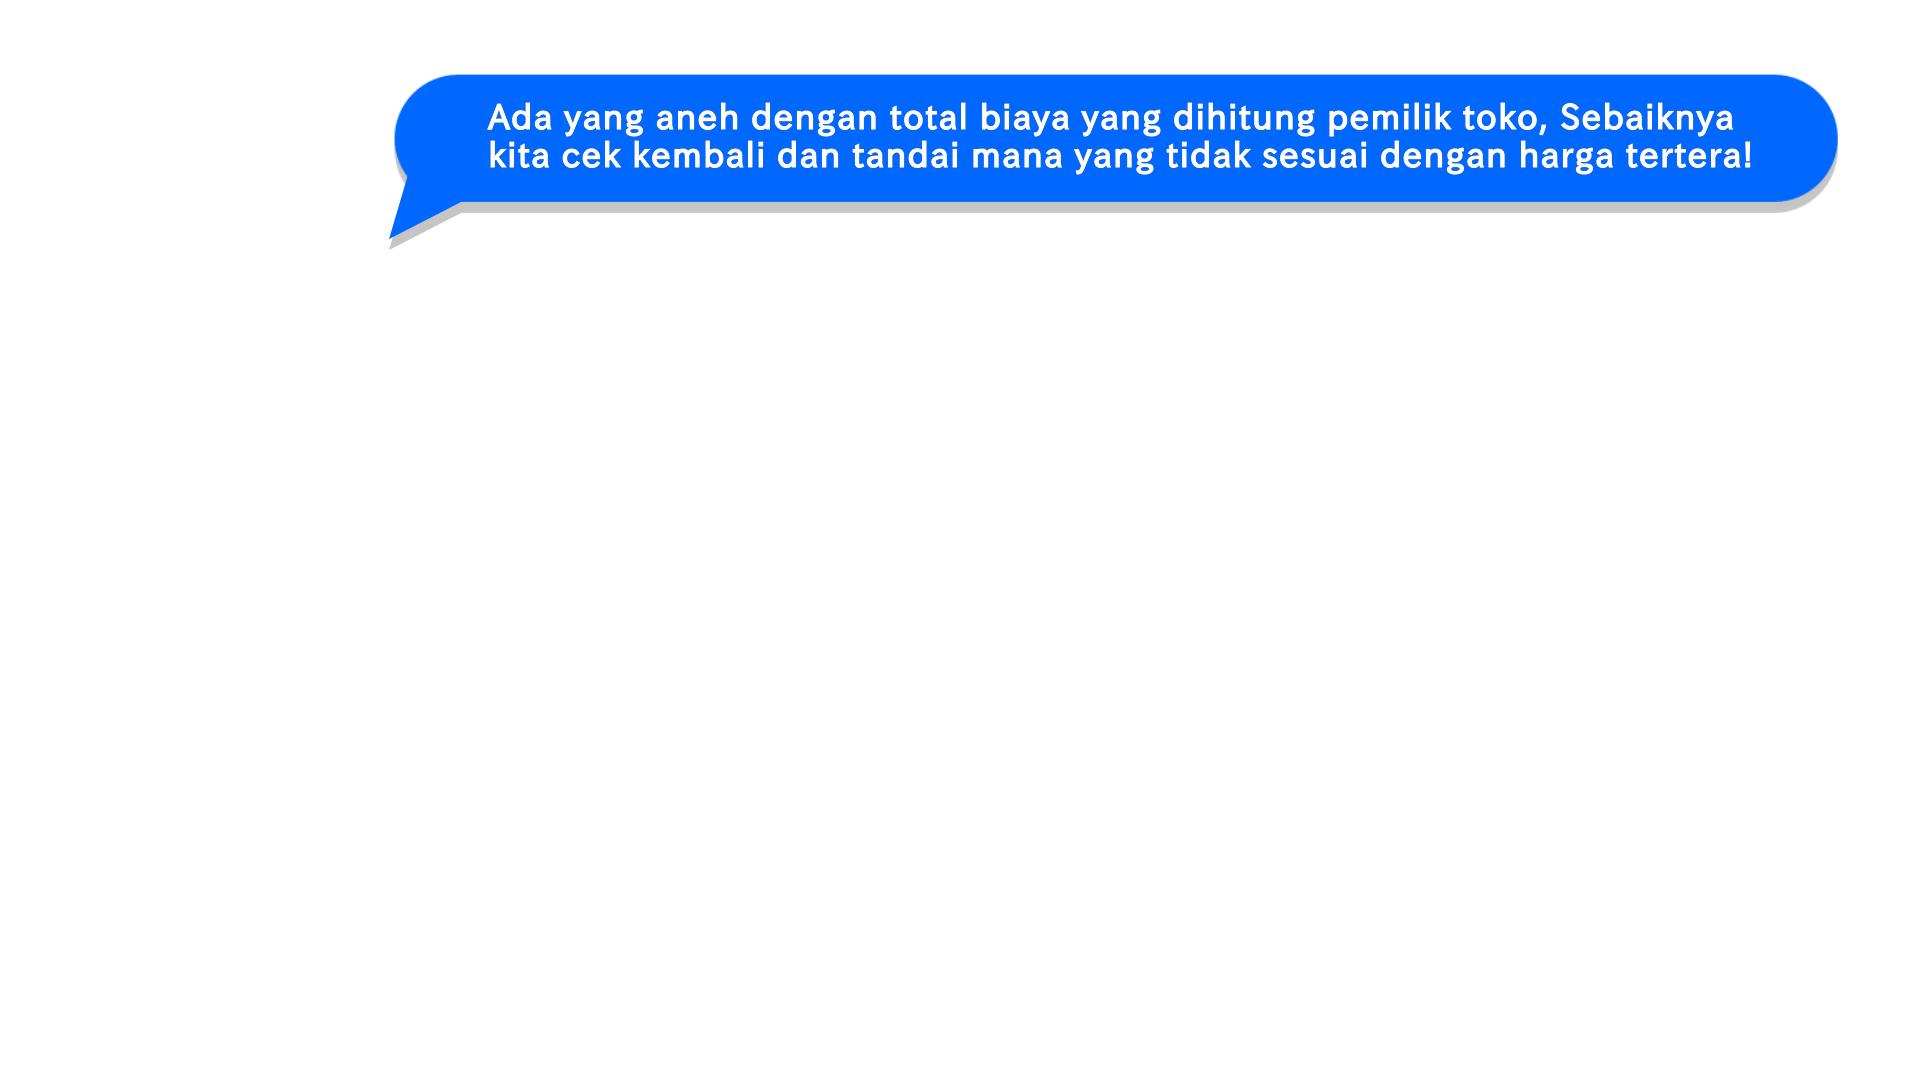 Ada yang aneh dengan total biaya yang dihitung pemilik toko, Sebaiknya
kita cek kembali dan tandai mana yang tidak sesuai dengan harga tertera!